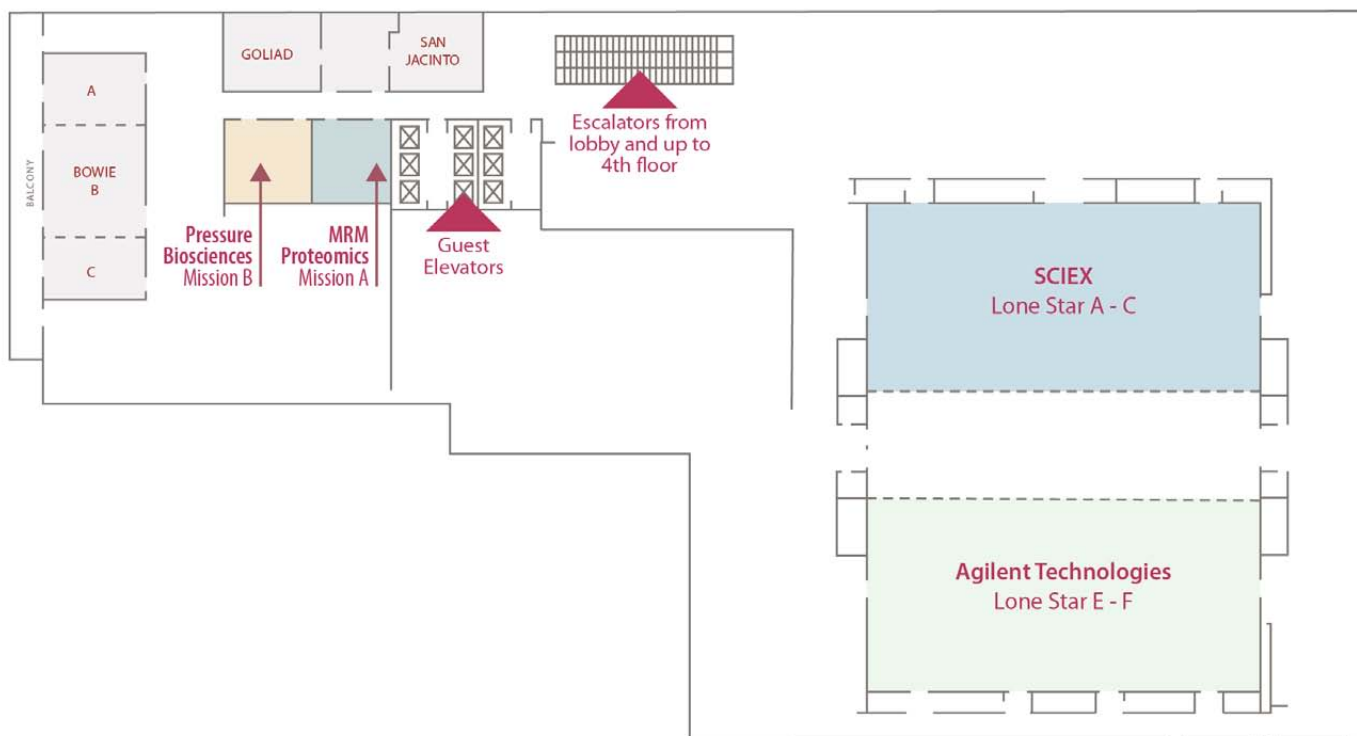 GOLIAD
SAN
JACINTO
A
BOWIE
B
C
BALCONY
Escalators from
lobby and up to
4th floor
Pressure
Biosciences
Mission B
MRM
Proteomics
Mission A
Guest
Elevators
SCIEX
Lone Star A - C
Agilent Technologies
Lone Star E - F